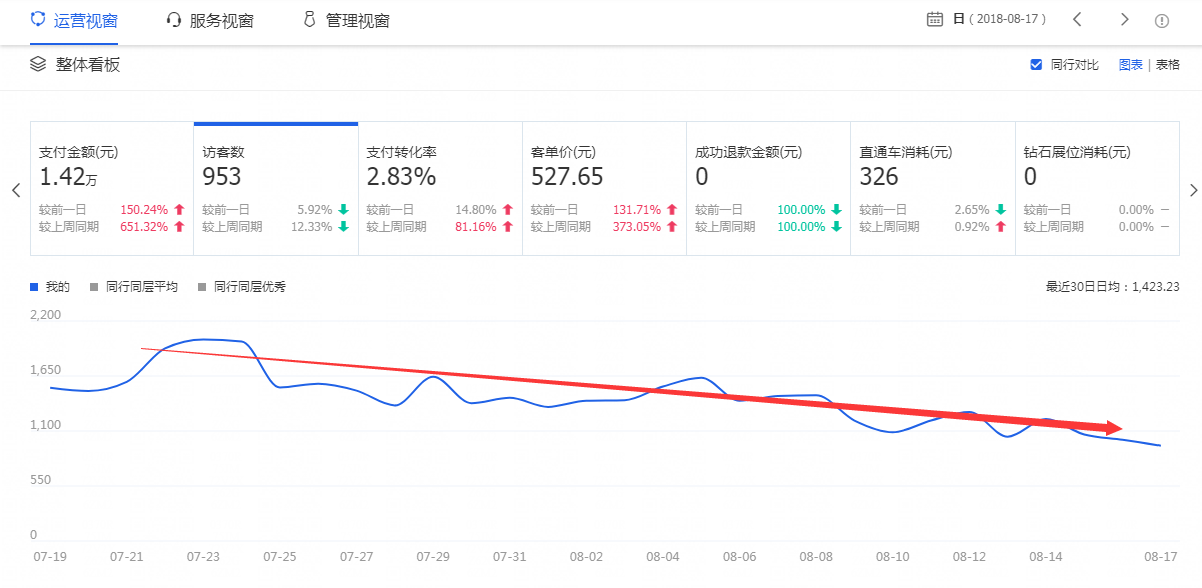 运营视窗 服务视窗 管理视窗 日 ( 2018-08-17 )
整体看板 同行对比 图表 | 表格
支付金额(元) 访客数 支付转化率 客单价(元) 成功退款金额(元) 直通车消耗(元) 钻石展位消耗(元)
1.42万 953 2.83% 527.65 0 326 0
较前一日 150.24% 较前一日 5.92% 较前一日 14.80% 较前一日 131.71% 较前一日 100.00% 较前一日 2.65% 较前一日 0.00% −
较上周同期 651.32% 较上周同期 12.33% 较上周同期 81.16% 较上周同期 373.05% 较上周同期 100.00% 较上周同期 0.92% 较上周同期 0.00% −
我的 同行同层平均 同行同层优秀 最近30日日均：1,423.23
2,200
1,650
1,100
550
0
07-19 07-21 07-23 07-25 07-27 07-29 07-31 08-02 08-04 08-06 08-08 08-10 08-12 08-14 08-17